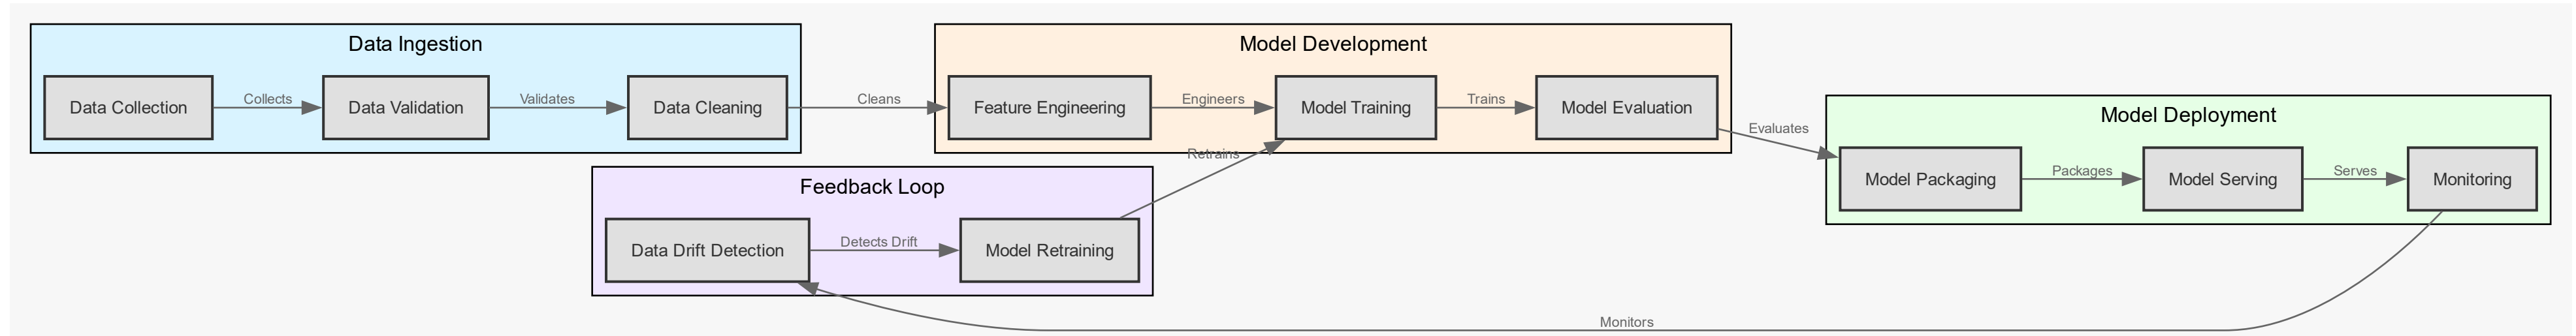 Data Ingestion
Data Collection
Collects
Data Validation
Validates
Data Cleaning
Cleans
Model Development
Feature Engineering
Engineers
Model Training
Trains
Model Evaluation
Evaluates
Model Deployment
Model Packaging
Packages
Model Serving
Serves
Monitoring
Monitors
Feedback Loop
Data Drift Detection
Detects Drift
Model Retraining
Retrains